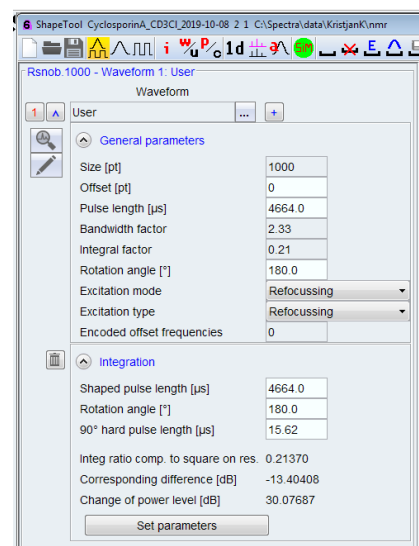 ShapeTool CyclosporinA_CD3Cl_2019-10-08 2 1 C:\Spectra\data\KristjanK\nmr
i W/u P/c 1d SIM E
Rsnob.1000 - Waveform 1: User
Waveform
1 User ... +
General parameters
Size [pt] 1000
Offset [pt] 0
Pulse length [µs] 4664.0
Bandwidth factor 2.33
Integral factor 0.21
Rotation angle [°] 180.0
Excitation mode Refocussing
Excitation type Refocussing
Encoded offset frequencies 0
Integration
Shaped pulse length [µs] 4664.0
Rotation angle [°] 180.0
90° hard pulse length [µs] 15.62
Integ ratio comp. to square on res. 0.21370
Corresponding difference [dB] -13.40408
Change of power level [dB] 30.07687
Set parameters